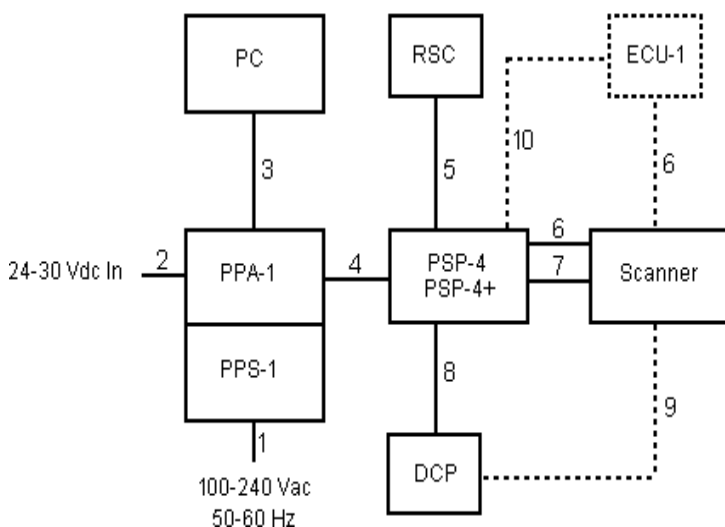 PC
RSC
ECU-1
10
3
5
6
6
2
4
7
24-30 Vdc In
PPA-1
PSP-4
PSP-4+
Scanner
PPS-1
8
9
1
DCP
100-240 Vac
50-60 Hz